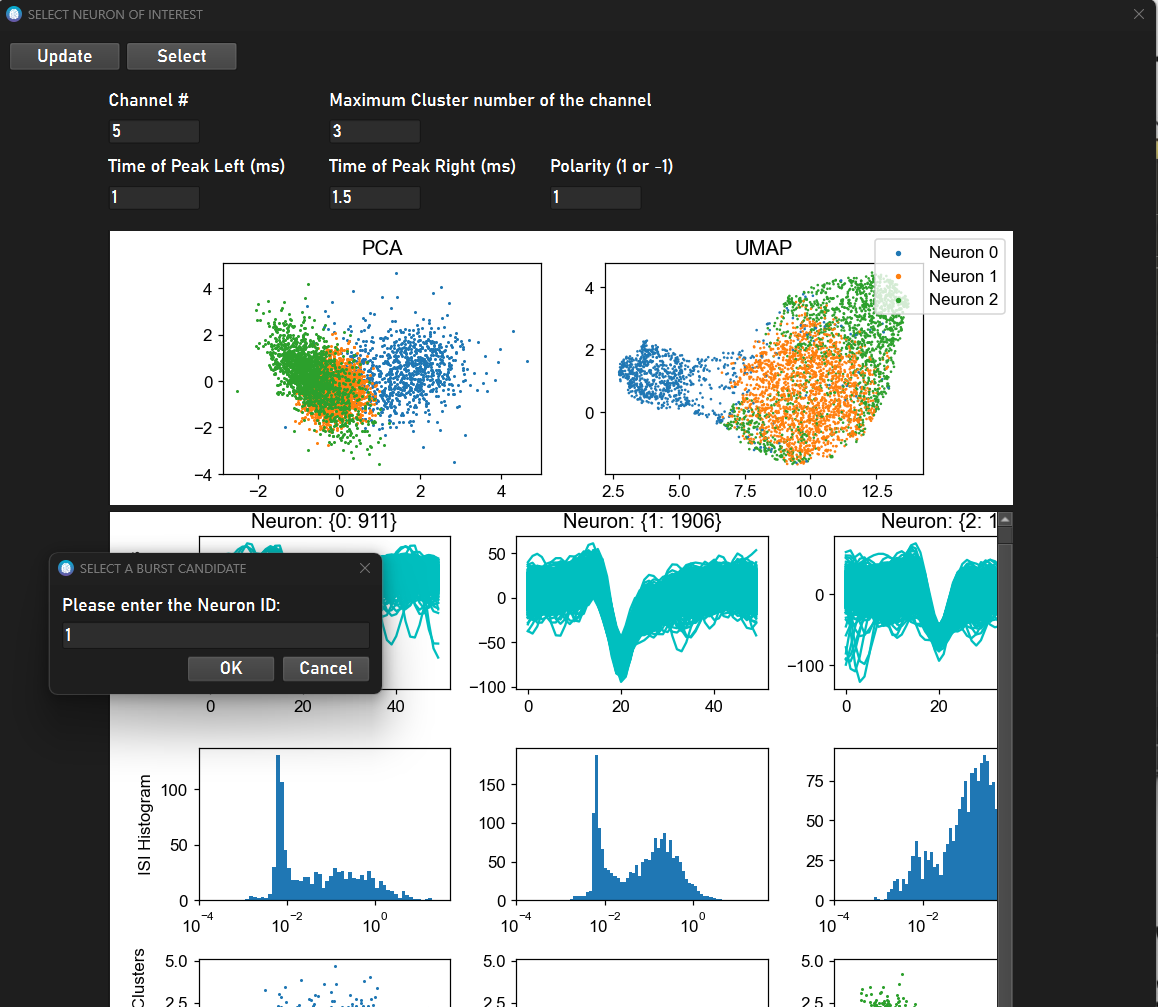 SELECT NEURON OF INTEREST
Update Select
Channel # Maximum Cluster number of the channel
5 3
Time of Peak Left (ms) Time of Peak Right (ms) Polarity (1 or -1)
1 1.5 1
PCA UMAP
Neuron 0
Neuron 1
Neuron 2
4 4
2 2
0 0
−2
−4
−2 0 2 4 2.5 5.0 7.5 10.0 12.5
Neuron: {0: 911} Neuron: {1: 1906} Neuron: {2: 1
SELECT A BURST CANDIDATE
Please enter the Neuron ID:
1
OK Cancel
50 0
0 −100
−50
−100
0 20 40 0 20 40 0 20
ISI Histogram
100 150 75
50 100 50
0 50 25
0 0
10−4 10−2 100 10−4 10−2 100 10−4 10−2
Clusters
5.0 5.0 5.0
2.5 2.5 2.5